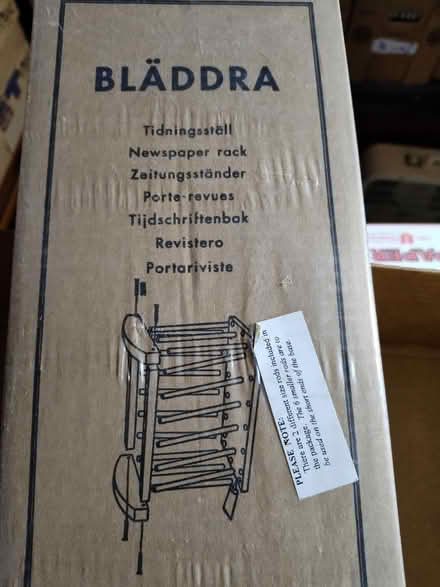 BLÄDDRA
Tidningsställ
Newspaper rack
Zeitungsständer
Porte-revues
Tijdschriftenbak
Revistero
Portariviste
PLEASE NOTE:
There are 2 different size rods included in
the package. The 6 smaller rods are to
be used on the short ends of the base.